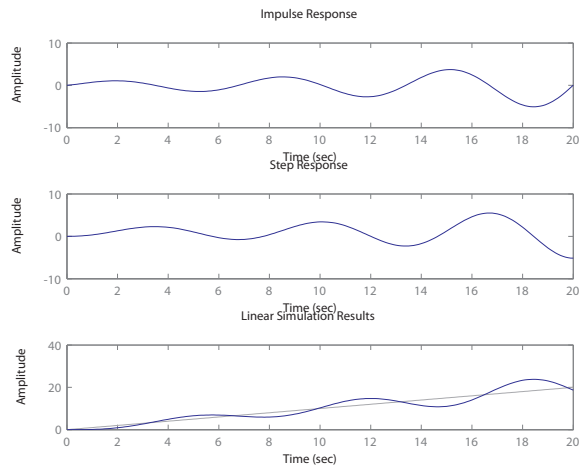 Impulse Response
10
0
-10
Amplitude
0 2 4 6 8 10 12 14 16 18 20
Time (sec)
Step Response
10
0
-10
Amplitude
0 2 4 6 8 10 12 14 16 18 20
Time (sec)
Linear Simulation Results
40
20
0
Amplitude
0 2 4 6 8 10 12 14 16 18 20
Time (sec)